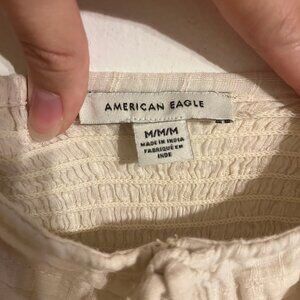 AMERICAN EAGLE
M/M/M
MADE IN INDIA
FABRIQUÉ EN
INDE